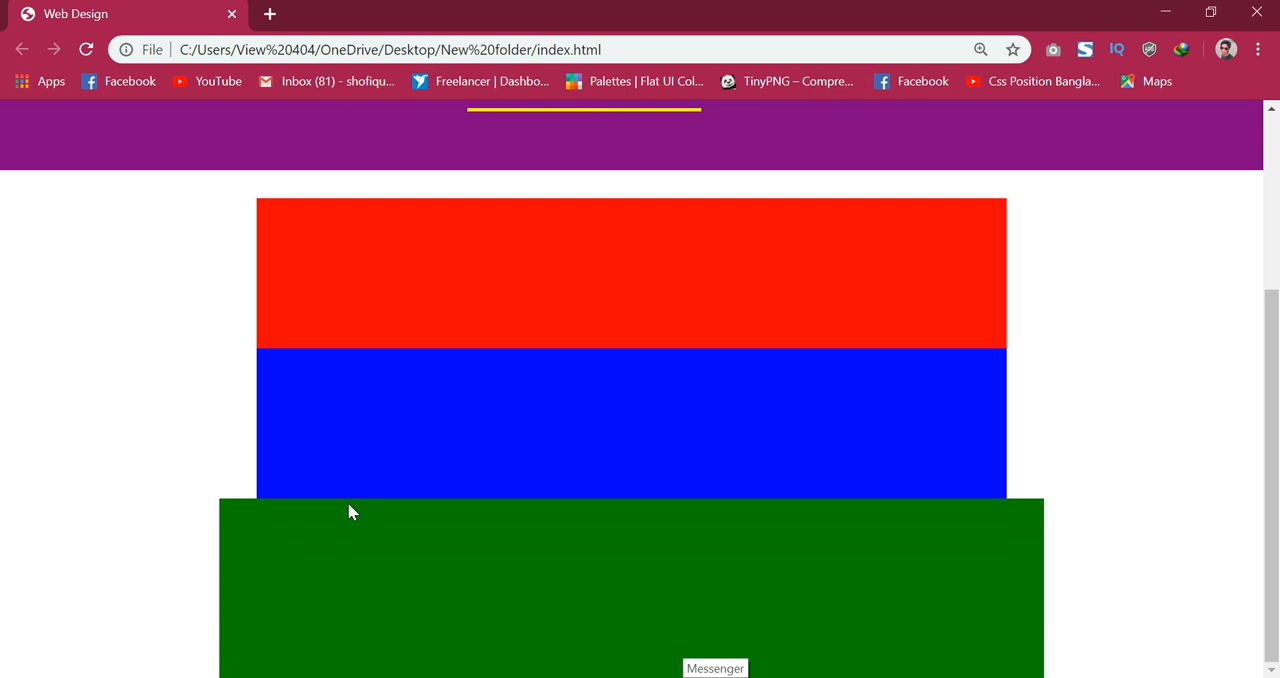 Web Design
File C:/Users/View%20404/OneDrive/Desktop/New%20folder/index.html
IQ
Apps Facebook YouTube Inbox (81) - shofiqu... Freelancer | Dashbo... Palettes | Flat UI Col... TinyPNG – Compre... Facebook Css Position Bangla... Maps
Messenger